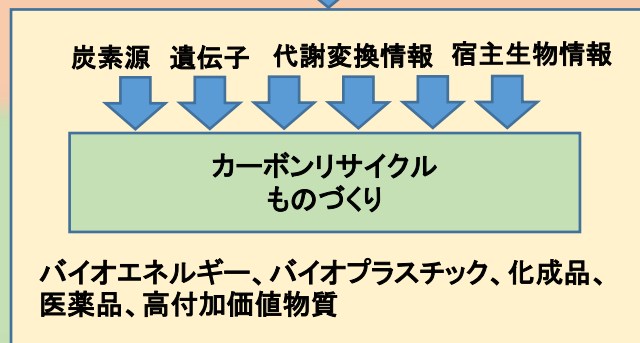 炭素源 遺伝子 代謝変換情報 宿主生物情報
カーボンリサイクル
ものづくり
バイオエネルギー、バイオプラスチック、化成品、
医薬品、高付加価値物質